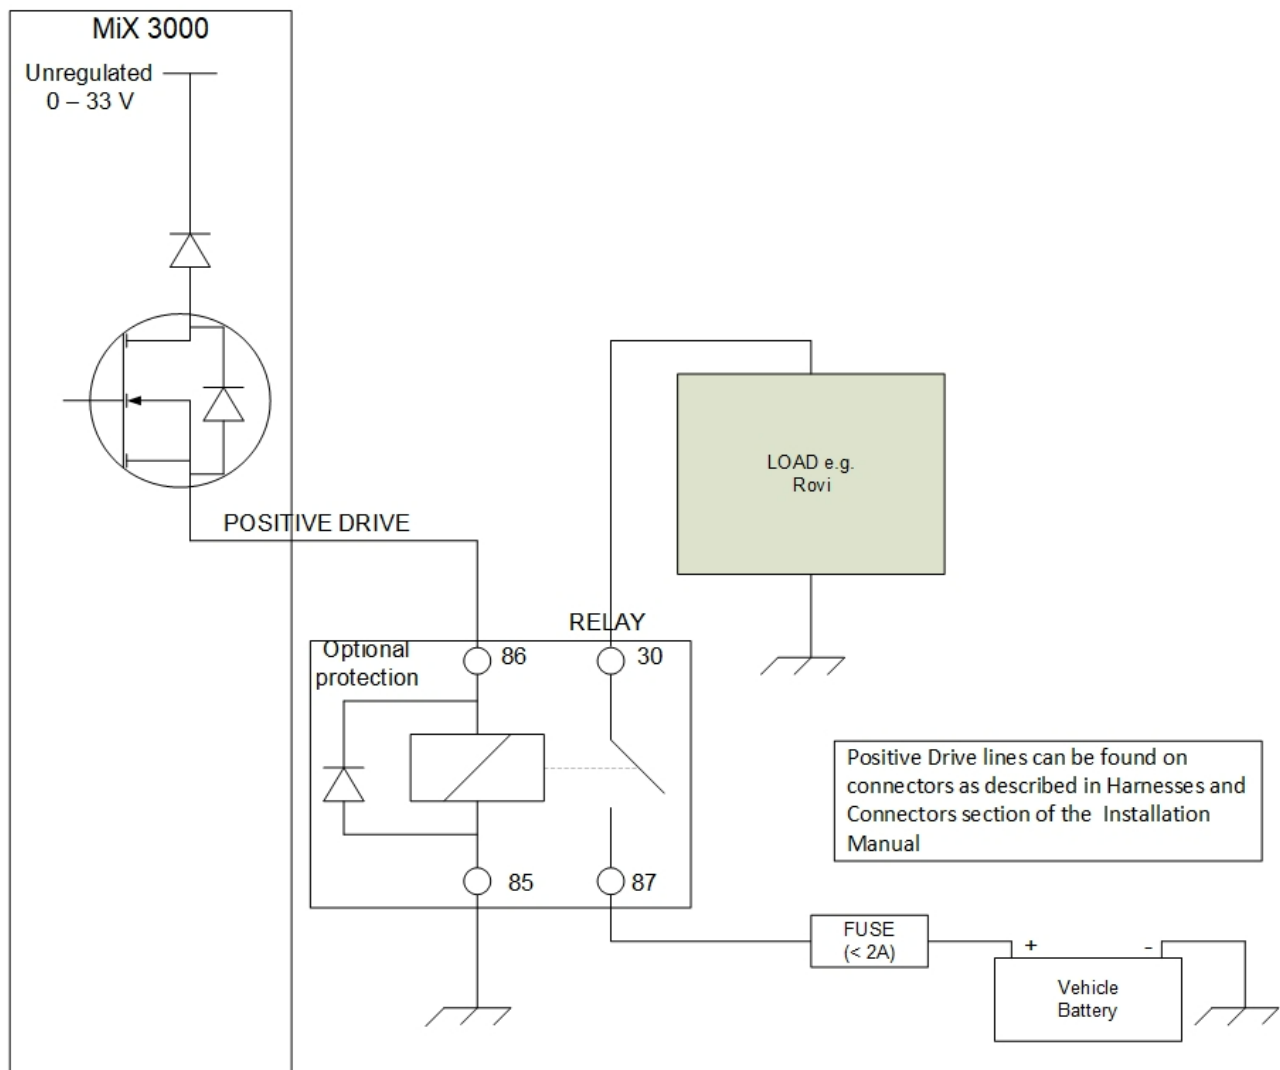 MiX 3000
Unregulated
0 – 33 V
POSITIVE DRIVE
LOAD e.g.
Rovi
RELAY
Optional
protection
86
30
85
87
Positive Drive lines can be found on
connectors as described in Harnesses and
Connectors section of the Installation
Manual
FUSE
(< 2A)
+
-
Vehicle
Battery